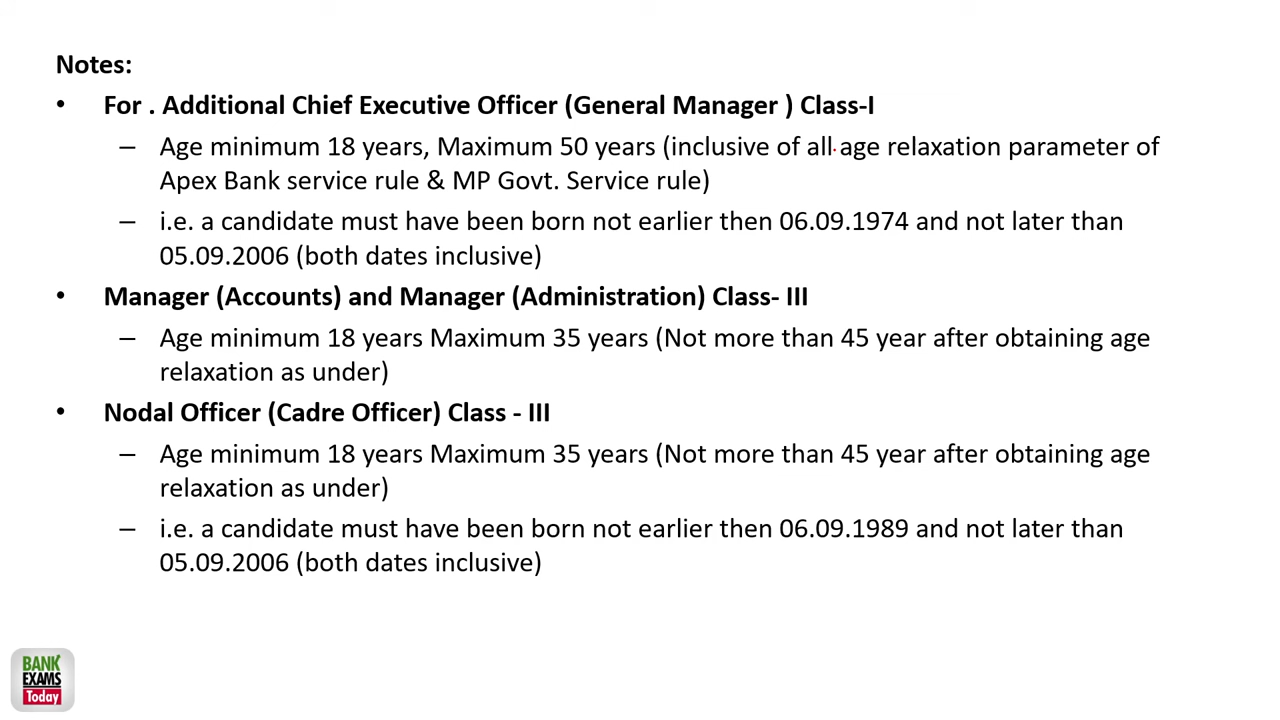 Notes:
• For . Additional Chief Executive Officer (General Manager ) Class-I
– Age minimum 18 years, Maximum 50 years (inclusive of all age relaxation parameter of
Apex Bank service rule & MP Govt. Service rule)
– i.e. a candidate must have been born not earlier then 06.09.1974 and not later than
05.09.2006 (both dates inclusive)
• Manager (Accounts) and Manager (Administration) Class- III
– Age minimum 18 years Maximum 35 years (Not more than 45 year after obtaining age
relaxation as under)
• Nodal Officer (Cadre Officer) Class - III
– Age minimum 18 years Maximum 35 years (Not more than 45 year after obtaining age
relaxation as under)
– i.e. a candidate must have been born not earlier then 06.09.1989 and not later than
05.09.2006 (both dates inclusive)
BANK
EXAMS
Today